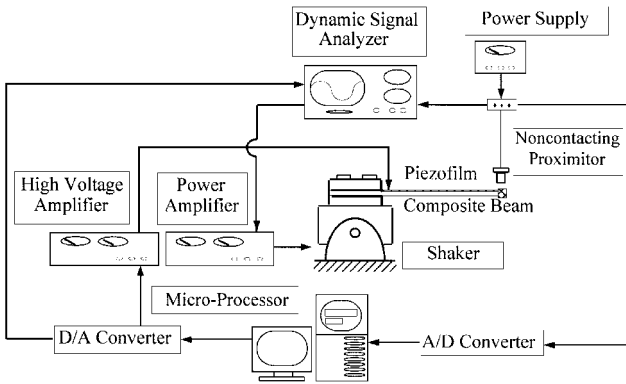 Dynamic Signal
Analyzer
Power Supply
Noncontacting
Proximitor
High Voltage
Amplifier
Power
Amplifier
Piezofilm
Composite Beam
Shaker
Micro-Processor
D/A Converter
A/D Converter